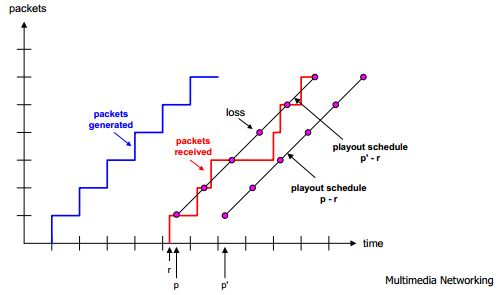 packets
packets
generated
loss
packets
received
playout schedule
p' - r
playout schedule
p - r
time
r
p
p'
Multimedia Networking